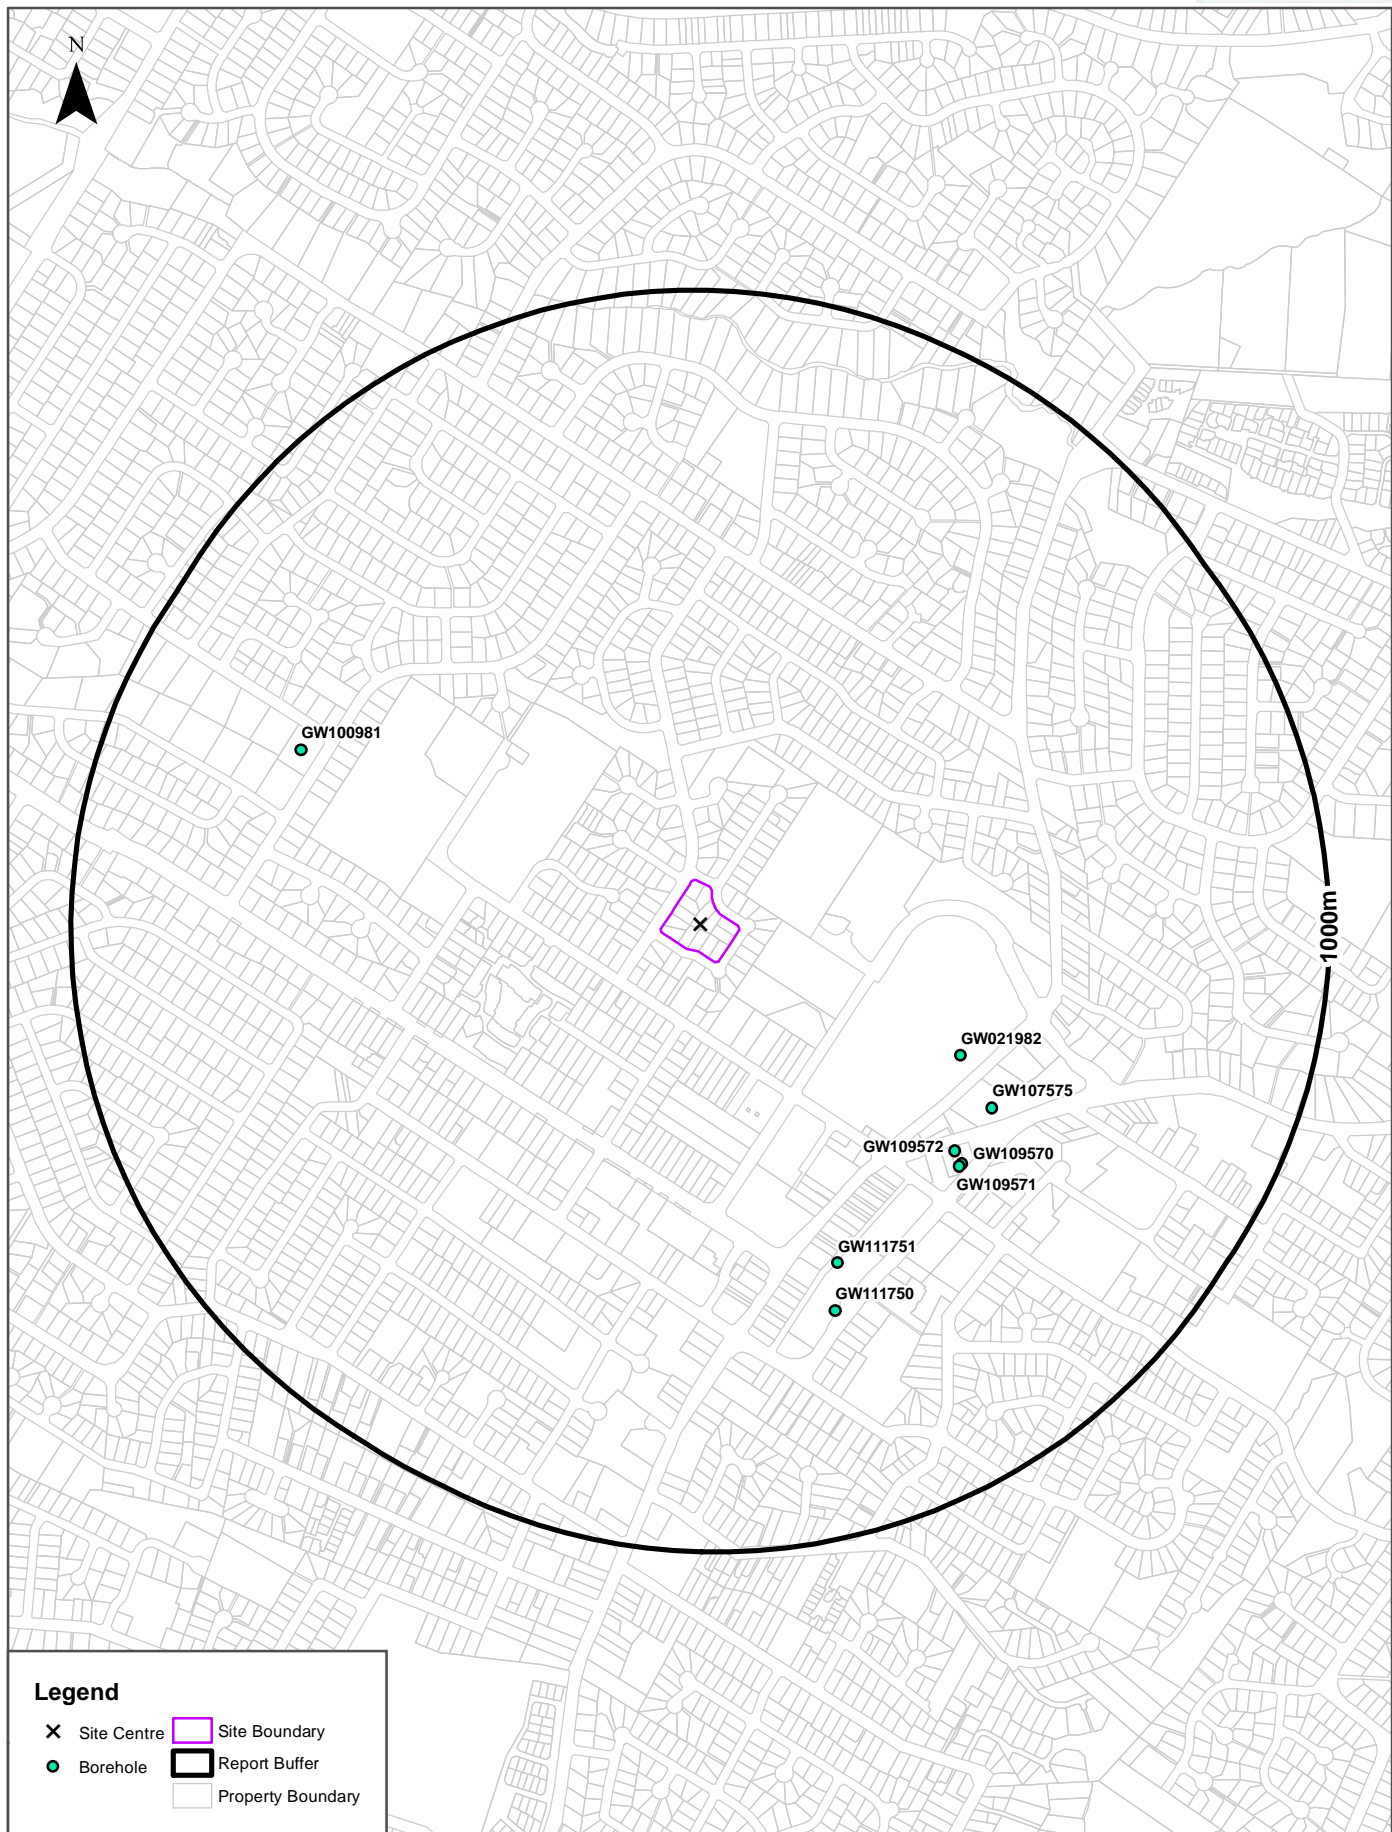 N
GW100981
1000m
GW021982
GW107575
GW109572
GW109570
GW109571
GW111751
GW111750
Legend
Site Centre
Site Boundary
Borehole
Report Buffer
Property Boundary